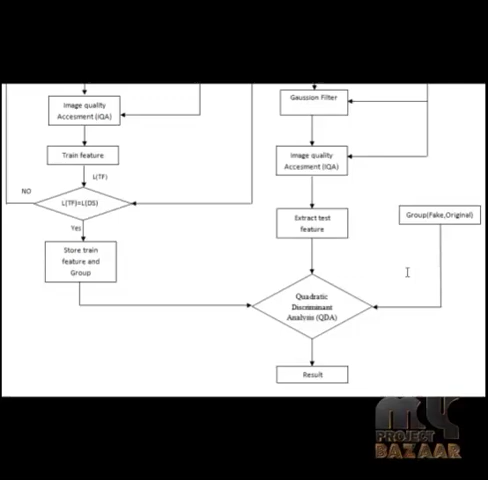 Image quality
Accesment (IQA)
Train feature
L(TF)
NO
L(TF)=L(DS)
Yes
Store train
feature and
Group
Gaussion Filter
Image quality
Accesment (IQA)
Extract test
feature
Group(Fake,Original)
Quadratic
Discriminant
Analysis (QDA)
Result
MY
PROJECT
BAZAAR